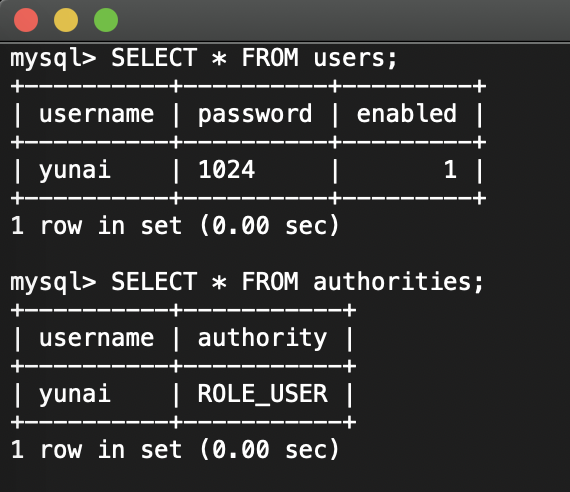 mysql> SELECT * FROM users;
+----------+----------+---------+
| username | password | enabled |
+----------+----------+---------+
| yunai    | 1024     |       1 |
+----------+----------+---------+
1 row in set (0.00 sec)

mysql> SELECT * FROM authorities;
+----------+-----------+
| username | authority |
+----------+-----------+
| yunai    | ROLE_USER |
+----------+-----------+
1 row in set (0.00 sec)